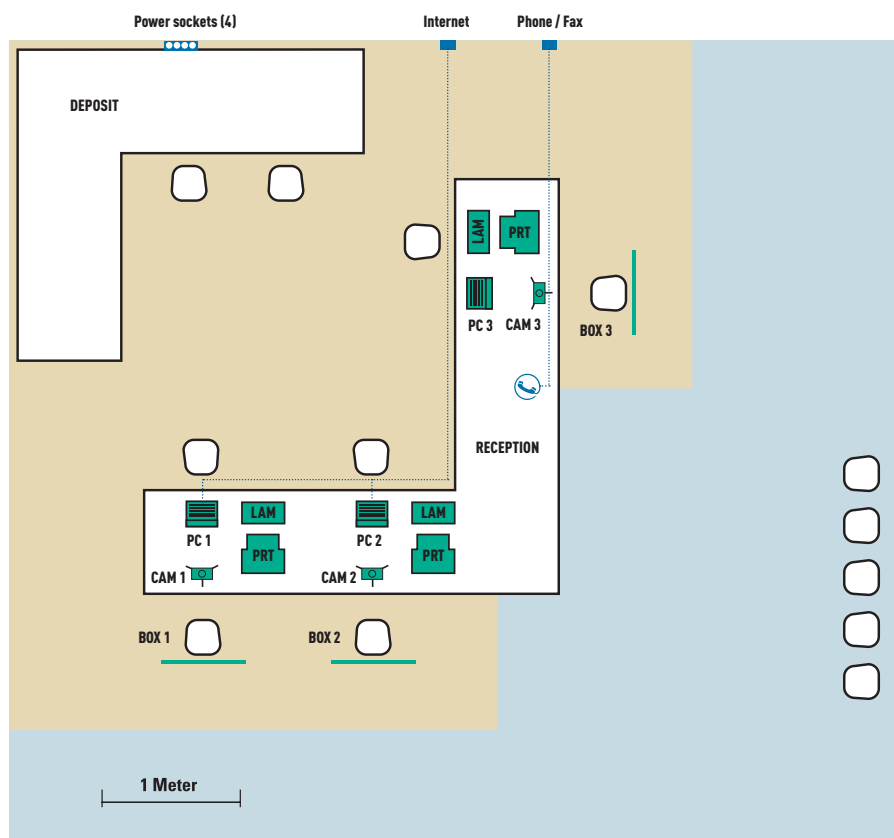 Power sockets (4)
Internet
Phone / Fax
DEPOSIT
LAM
PRT
PC 3
CAM 3
BOX 3
RECEPTION
LAM
LAM
PC 1
PC 2
PRT
PRT
CAM 1
CAM 2
BOX 1
BOX 2
1 Meter